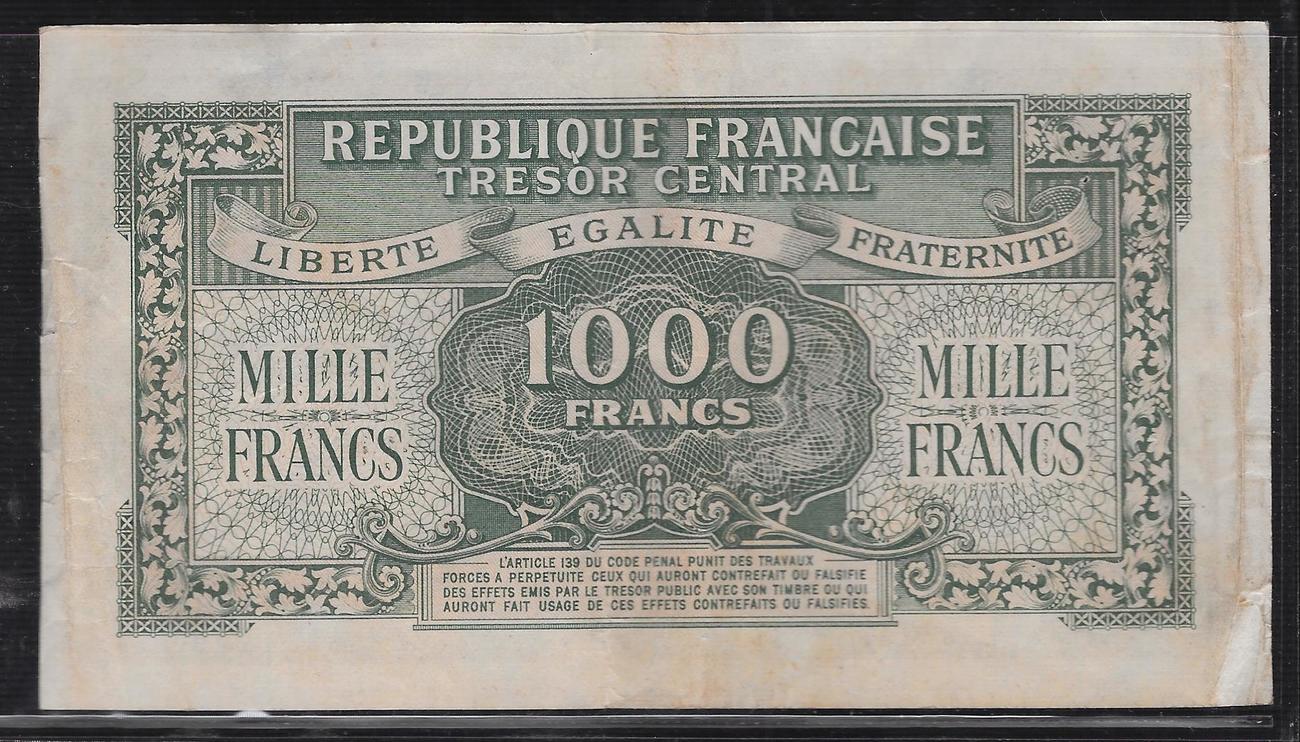 REPUBLIQUE FRANCAISE
TRESOR CENTRAL
LIBERTE EGALITE FRATERNITE
1000
FRANCS
MILLE
FRANCS
MILLE
FRANCS
L'ARTICLE 139 DU CODE PENAL PUNIT DES TRAVAUX
FORCES A PERPETUITE CEUX QUI AURONT CONTREFAIT OU FALSIFIE
DES EFFETS EMIS PAR LE TRESOR PUBLIC AVEC SON TIMBRE OU QUI
AURONT FAIT USAGE DE CES EFFETS CONTREFAITS OU FALSIFIES.